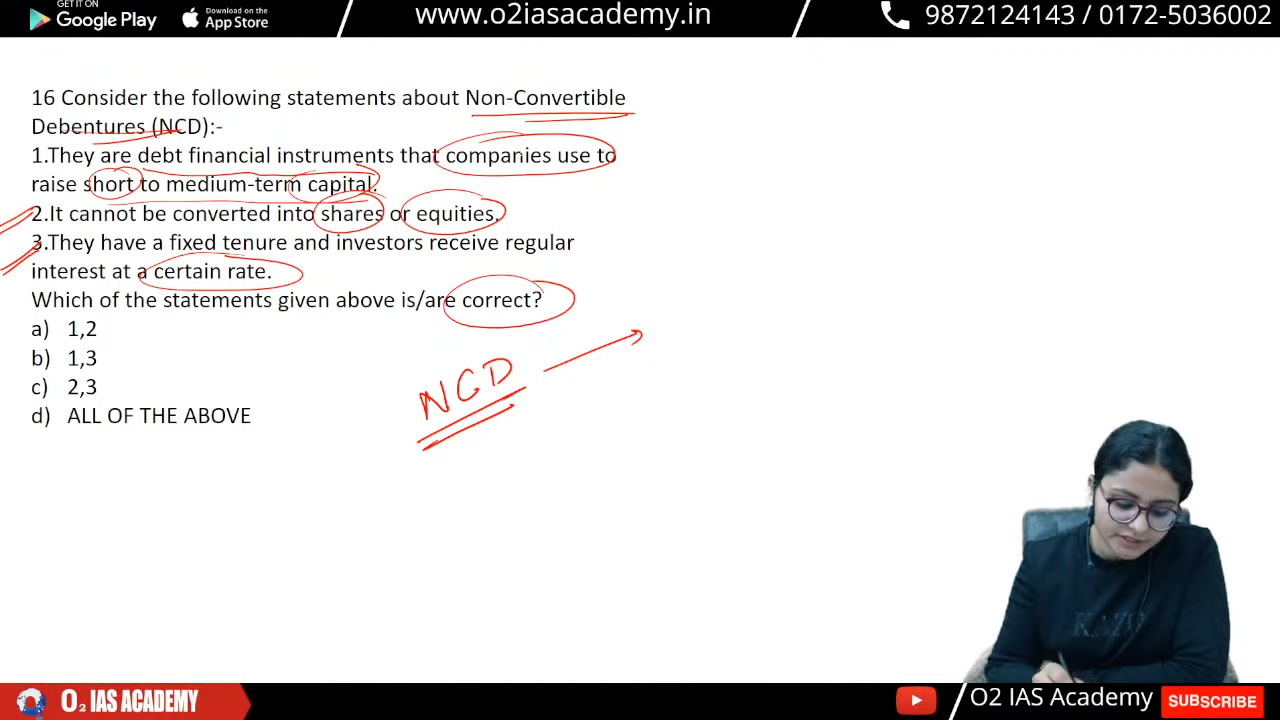 GET IT ON
Google Play
Download on the
App Store
www.o2iasacademy.in
9872124143 / 0172-5036002
16 Consider the following statements about Non-Convertible
Debentures (NCD):-
1.They are debt financial instruments that companies use to
raise short to medium-term capital.
2.It cannot be converted into shares or equities.
3.They have a fixed tenure and investors receive regular
interest at a certain rate.
Which of the statements given above is/are correct?
a) 1,2
b) 1,3
c) 2,3
d) ALL OF THE ABOVE
NCD
O2 IAS ACADEMY
O2 IAS Academy
SUBSCRIBE